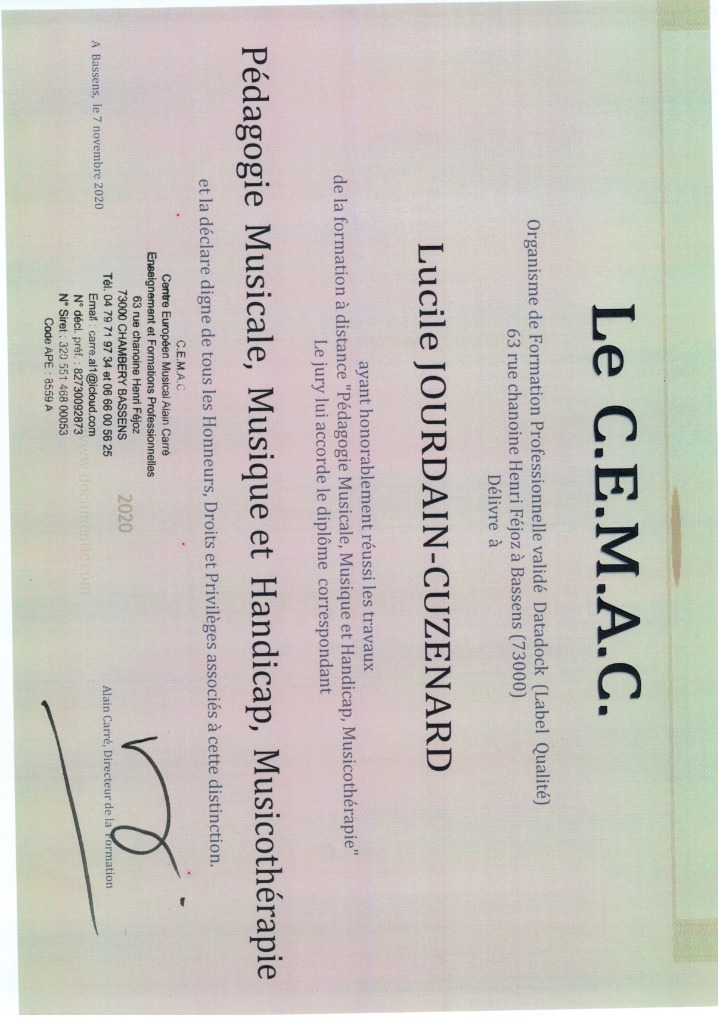 Le C.E.M.A.C.
Organisme de Formation Professionnelle validé Datadock (Label Qualité)
63 rue chanoine Henri Féjoz à Bassens (73000)
Délivre à
Lucile JOURDAIN-CUZENARD
ayant honorablement réussi les travaux
de la formation à distance "Pédagogie Musicale, Musique et Handicap, Musicothérapie"
Le jury lui accorde le diplôme correspondant
Pédagogie Musicale, Musique et Handicap, Musicothérapie
et la déclare digne de tous les Honneurs, Droits et Privilèges associés à cette distinction.
C.E.M.A.C
Centre Européen Musical Alain Carré
Enseignement et Formations Professionnelles
63 rue chanoine Henri Féjoz
73000 CHAMBERY BASSENS
Tél. 04 79 71 97 34 et 06 66 00 56 25
Email : carre.al1@icloud.com
N° décl. préf. : 82730092873
N° Siret : 320 551 468 00053
Code APE : 8559 A
2020
A Bassens, le 7 novembre 2020
Alain Carré, Directeur de la Formation